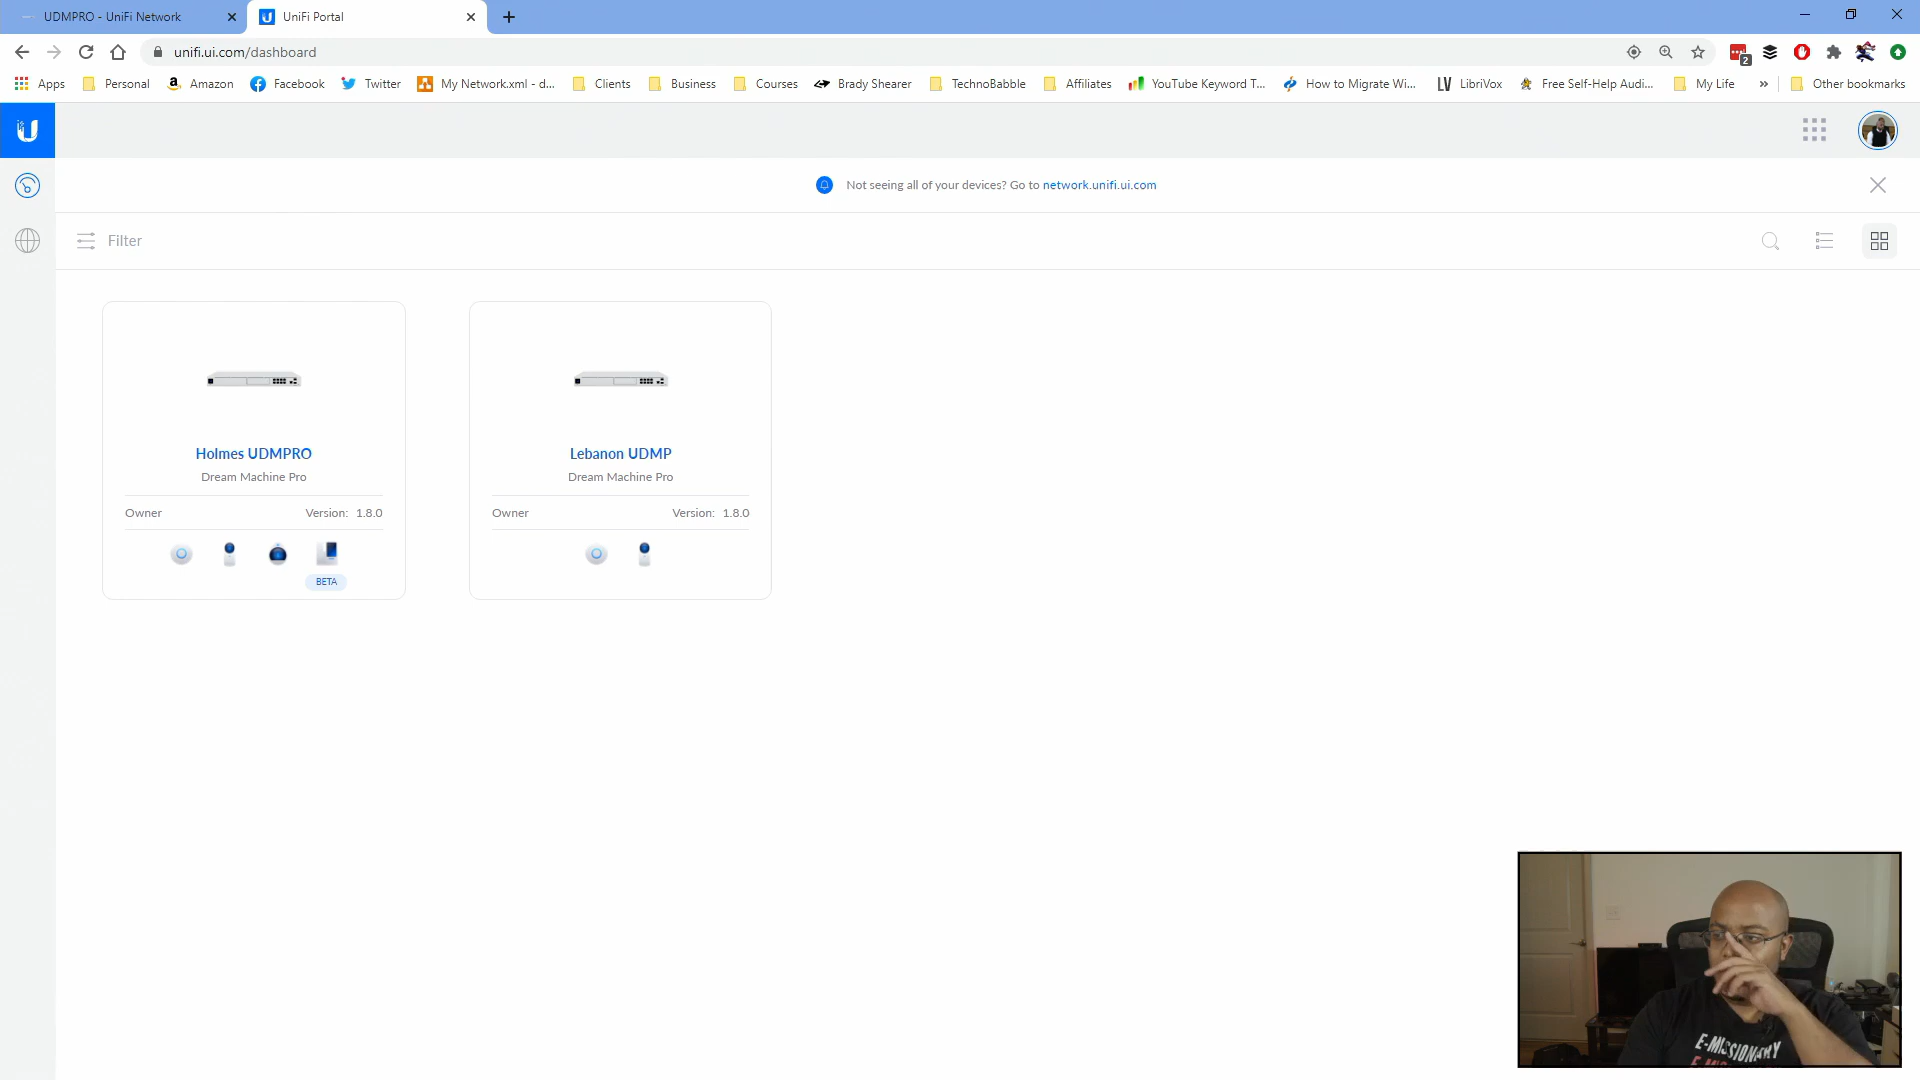 UDMPRO - UniFi Network
UniFi Portal
unifi.ui.com/dashboard
2
Apps
Personal
Amazon
Facebook
Twitter
My Network.xml - d...
Clients
Business
Courses
Brady Shearer
TechnoBabble
Affiliates
YouTube Keyword T...
How to Migrate Wi...
LV LibriVox
Free Self-Help Audi...
My Life
»
Other bookmarks
Not seeing all of your devices? Go to network.unifi.ui.com
Filter
Holmes UDMPRO
Dream Machine Pro
Owner Version: 1.8.0
BETA
Lebanon UDMP
Dream Machine Pro
Owner Version: 1.8.0
E-MISSIONARY